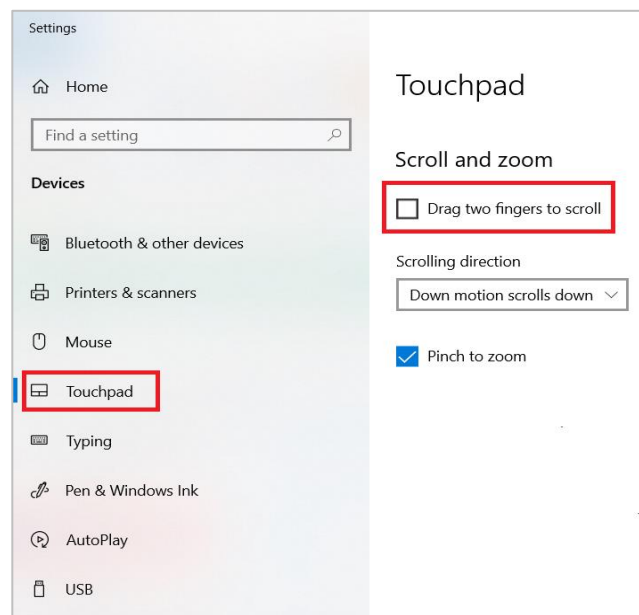 Settings
Home
Find a setting
Devices
Bluetooth & other devices
Printers & scanners
Mouse
Touchpad
Typing
Pen & Windows Ink
AutoPlay
USB
Touchpad
Scroll and zoom
Drag two fingers to scroll
Scrolling direction
Down motion scrolls down
Pinch to zoom